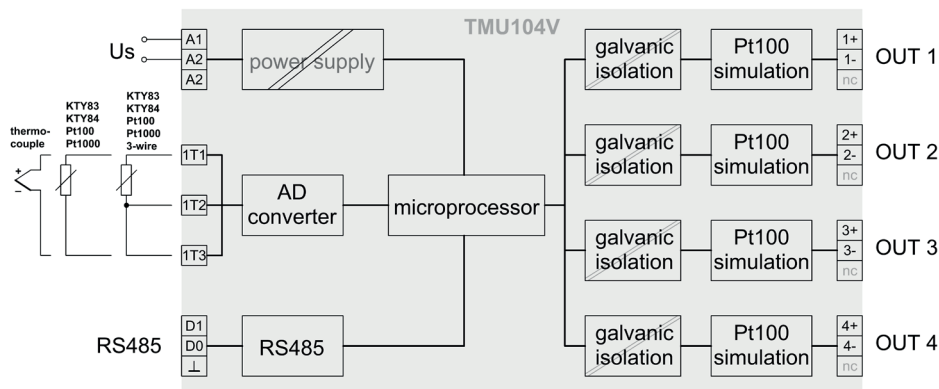 TMU104V
Us
A1
A2
A2
power supply
galvanic
isolation
Pt100
simulation
1+
1-
nc
OUT 1
KTY83
KTY84
Pt100
Pt1000
KTY83
KTY84
Pt100
Pt1000
3-wire
thermo-
couple
+
–
1T1
1T2
1T3
AD
converter
microprocessor
galvanic
isolation
Pt100
simulation
2+
2-
nc
OUT 2
galvanic
isolation
Pt100
simulation
3+
3-
nc
OUT 3
RS485
D1
D0
⊥
RS485
galvanic
isolation
Pt100
simulation
4+
4-
nc
OUT 4